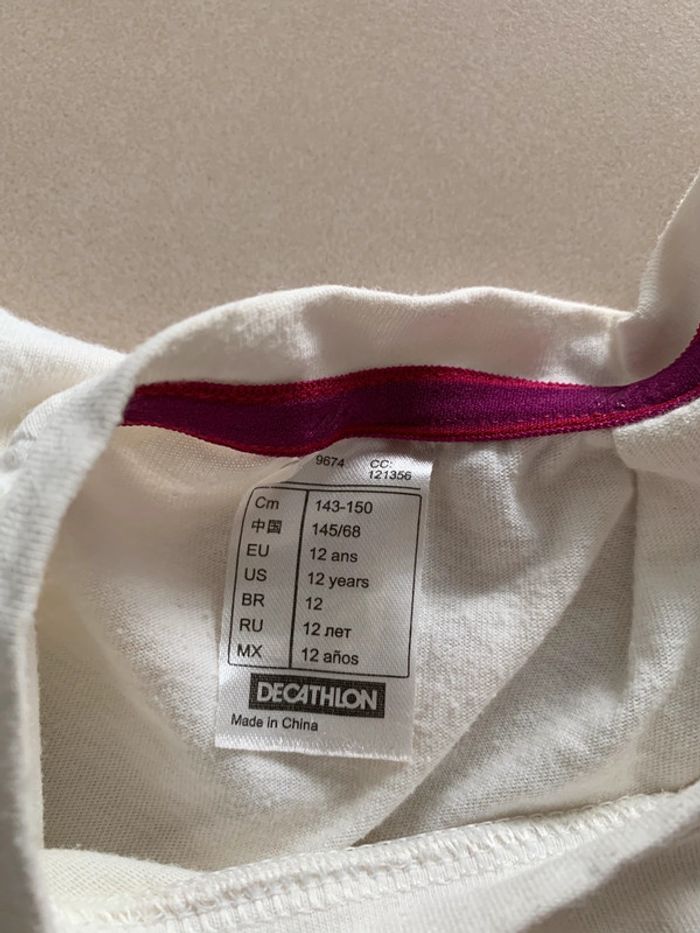 9674 CC:
121356
Cm 143-150
中国 145/68
EU 12 ans
US 12 years
BR 12
RU 12 лет
MX 12 años
DECATHLON
Made in China